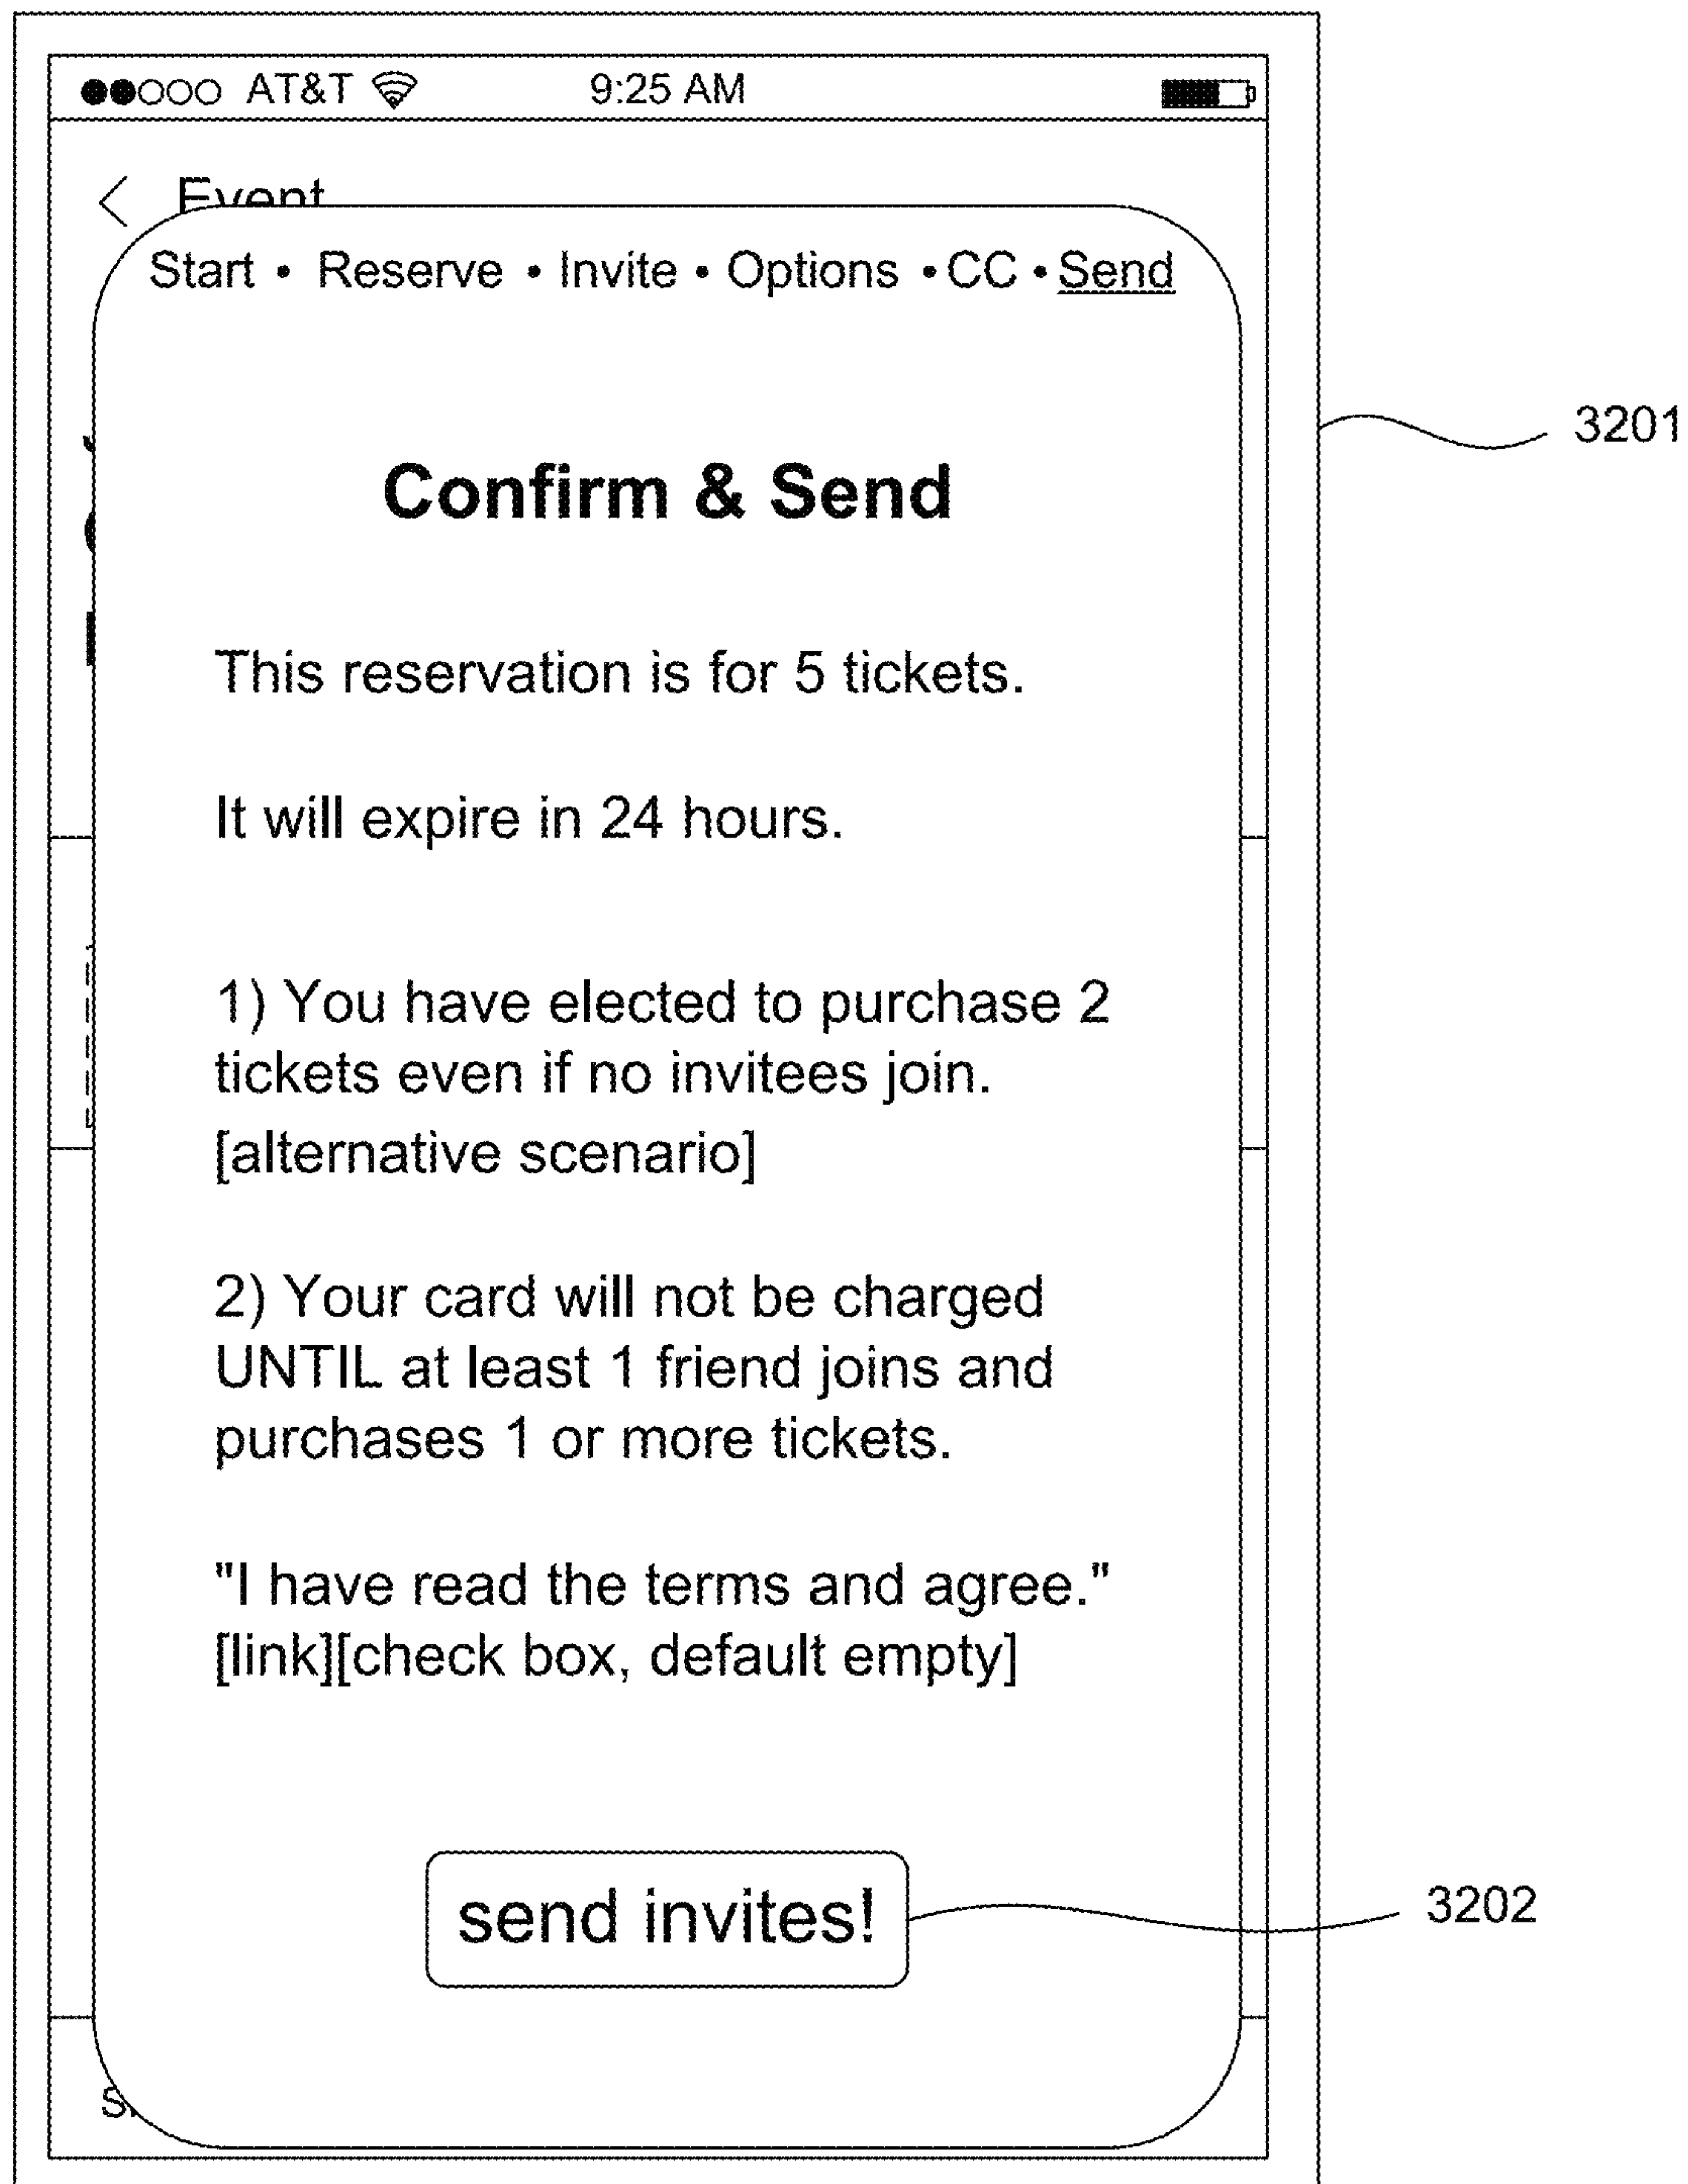 AT&T 9:25 AM
Event
Start • Reserve • Invite • Options • CC • Send
3201
Confirm & Send
This reservation is for 5 tickets.
It will expire in 24 hours.
1) You have elected to purchase 2
tickets even if no invitees join.
[alternative scenario]
2) Your card will not be charged
UNTIL at least 1 friend joins and
purchases 1 or more tickets.
"I have read the terms and agree."
[link][check box, default empty]
send invites!
3202